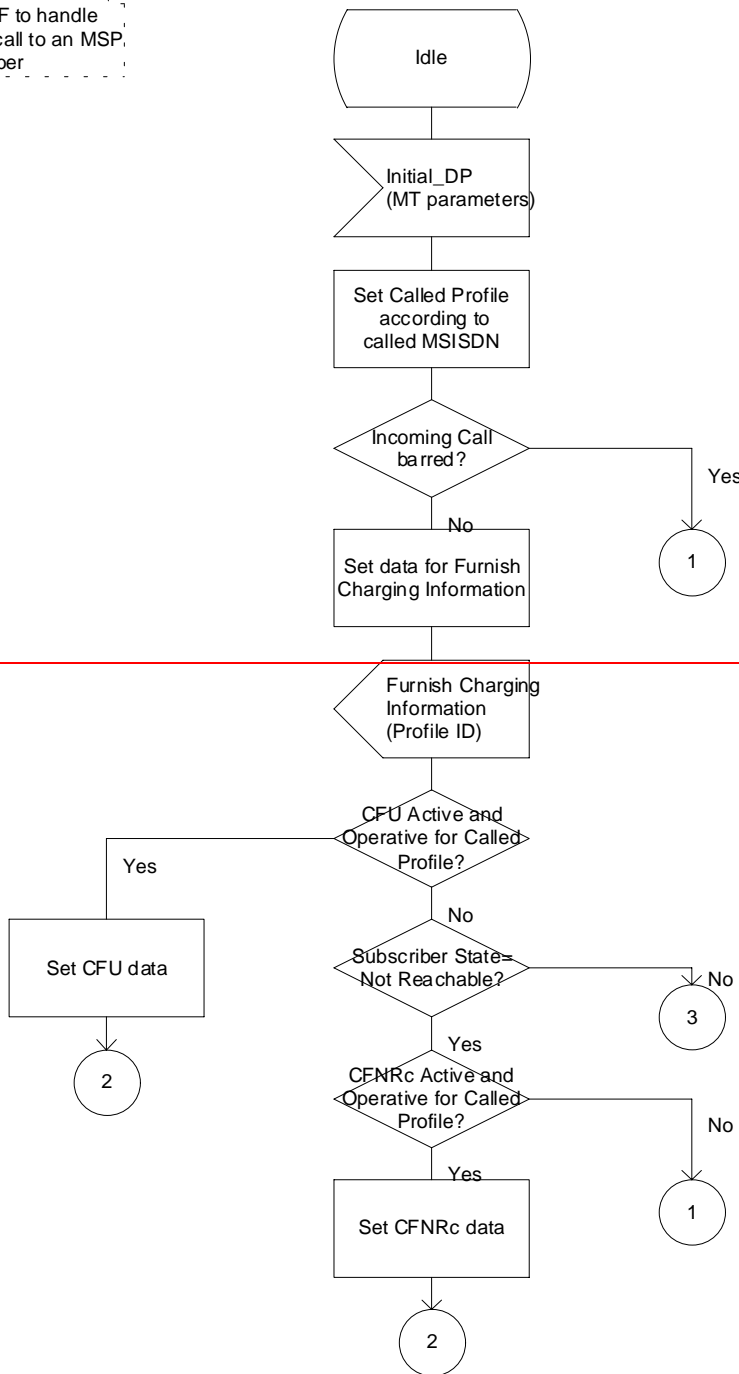 to handle
call to an MSP
Idle
Initial_DP
(MT parameters)
Set Called Profile
according to
called MSISDN
Incoming Call
barred?
Yes
No
1
Set data for Furnish
Charging Information
Furnish Charging
Information
(Profile ID)
CFU Active and
Operative for Called
Profile?
Yes
No
Set CFU data
Subscriber State=
Not Reachable?
No
3
2
Yes
CFNRc Active and
Operative for Called
Profile?
No
Yes
1
Set CFNRc data
2